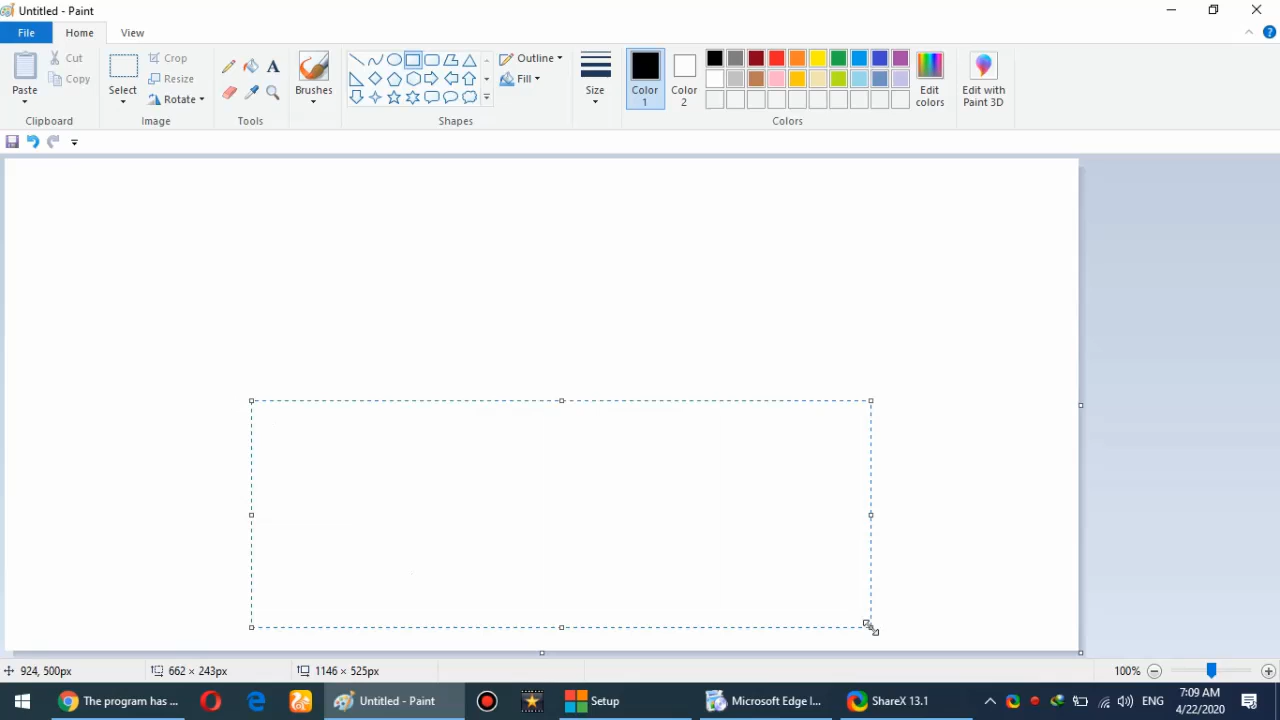 Untitled - Paint
File Home View
Paste
Cut
Copy
Clipboard
Select
Crop
Resize
Rotate
Image
A
Tools
Brushes
Outline
Fill
Shapes
Size
Color 1
Color 2
Edit colors
Colors
Edit with Paint 3D
924, 500px
662 × 243px
1146 × 525px
100%
The program has ...
Untitled - Paint
Setup
Microsoft Edge I...
ShareX 13.1
ENG
7:09 AM
4/22/2020